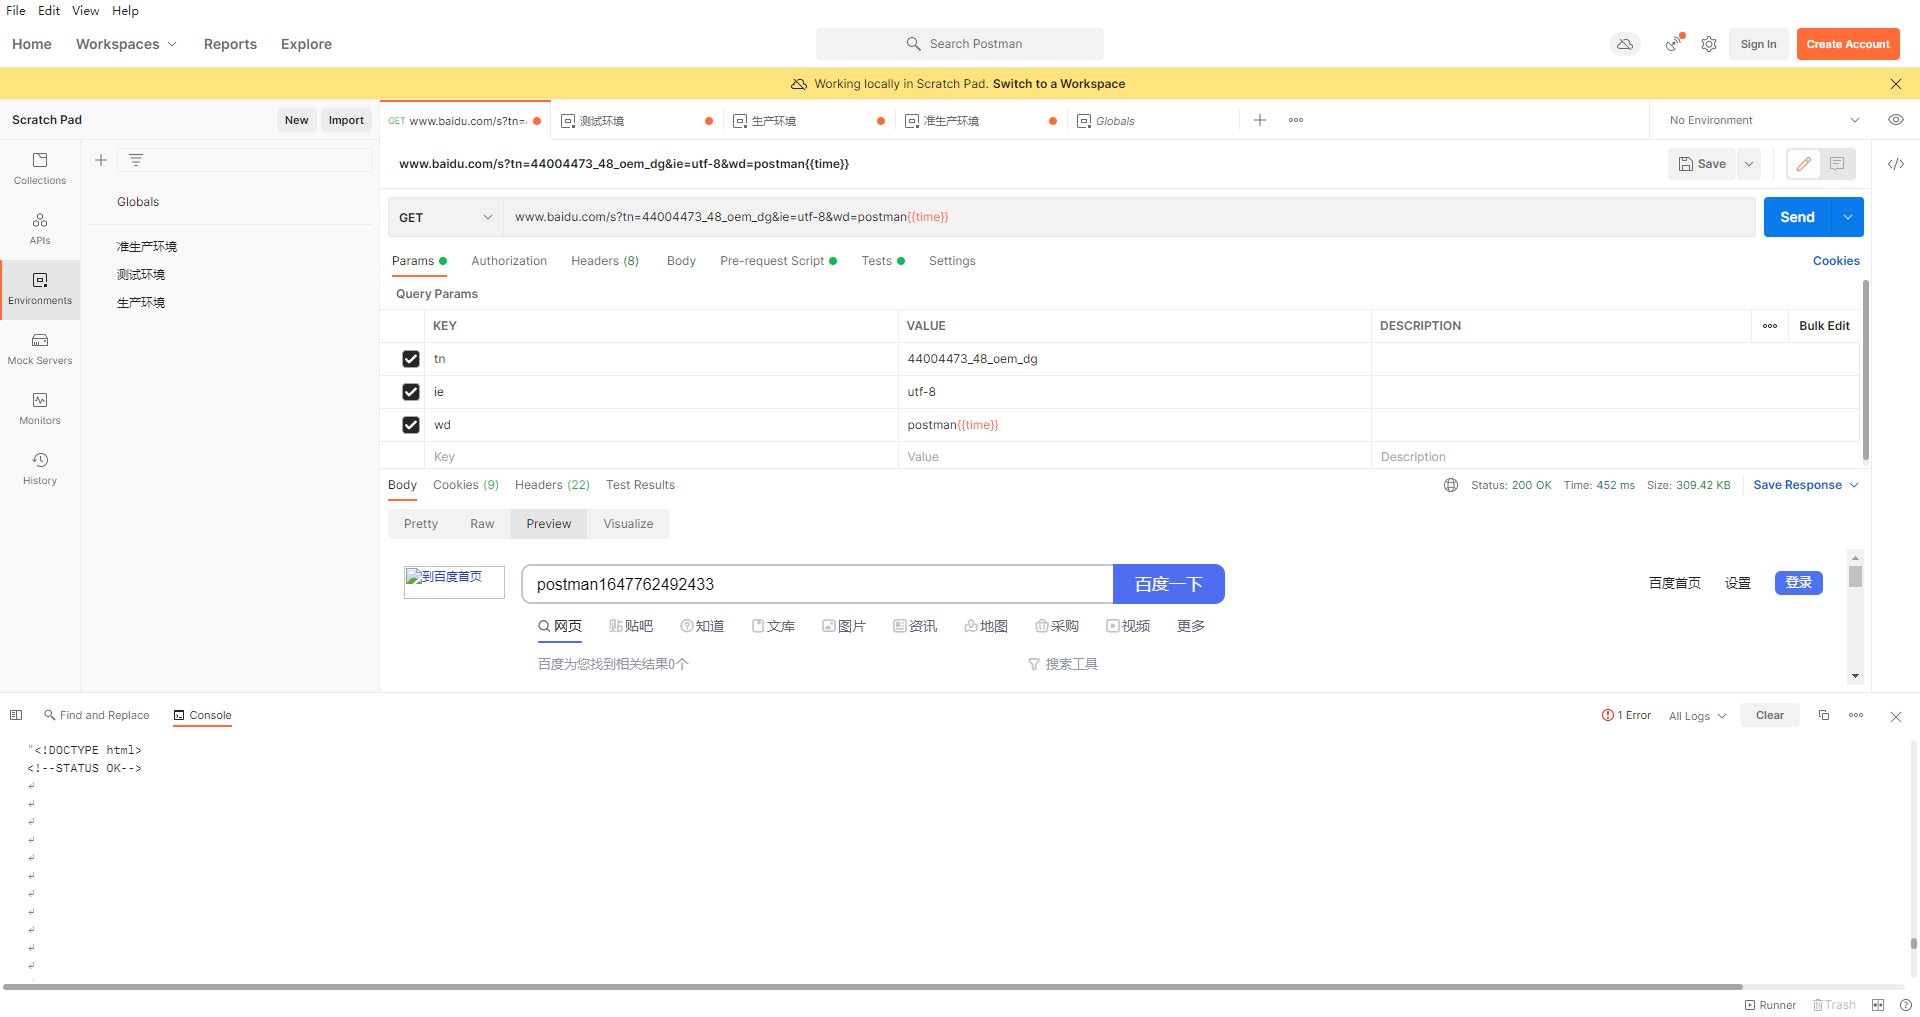 File Edit View Help
Home Workspaces Reports Explore Search Postman Sign In Create Account
Working locally in Scratch Pad. Switch to a Workspace
Scratch Pad New Import GET www.baidu.com/s?tn= 测试环境 生产环境 准生产环境 Globals No Environment
Collections
APIs
Environments
Mock Servers
Monitors
History
Globals
准生产环境
测试环境
生产环境
www.baidu.com/s?tn=44004473_48_oem_dg&ie=utf-8&wd=postman{{time}} Save
GET www.baidu.com/s?tn=44004473_48_oem_dg&ie=utf-8&wd=postman{{time}} Send
Params Authorization Headers (8) Body Pre-request Script Tests Settings Cookies
Query Params
KEY VALUE DESCRIPTION Bulk Edit
tn 44004473_48_oem_dg
ie utf-8
wd postman{{time}}
Key Value Description
Body Cookies (9) Headers (22) Test Results Status: 200 OK Time: 452 ms Size: 309.42 KB Save Response
Pretty Raw Preview Visualize
到百度首页 postman1647762492433 百度一下 百度首页 设置 登录
网页 贴吧 知道 文库 图片 资讯 地图 采购 视频 更多
百度为您找到相关结果0个 搜索工具
Find and Replace Console 1 Error All Logs Clear
"<!DOCTYPE html>
<!--STATUS OK-->
Runner Trash